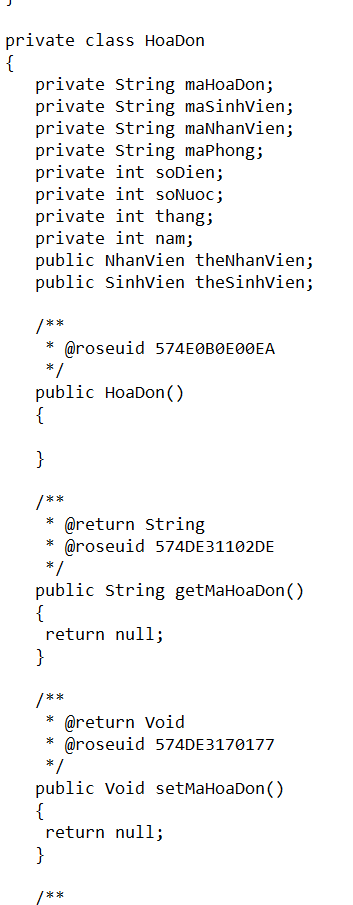 }
private class HoaDon
{
private String maHoaDon;
private String maSinhVien;
private String maNhanVien;
private String maPhong;
private int soDien;
private int soNuoc;
private int thang;
private int nam;
public NhanVien theNhanVien;
public SinhVien theSinhVien;
/**
* @roseuid 574E0B0E00EA
*/
public HoaDon()
{
}
/**
* @return String
* @roseuid 574DE31102DE
*/
public String getMaHoaDon()
{
return null;
}
/**
* @return Void
* @roseuid 574DE3170177
*/
public Void setMaHoaDon()
{
return null;
}
/**